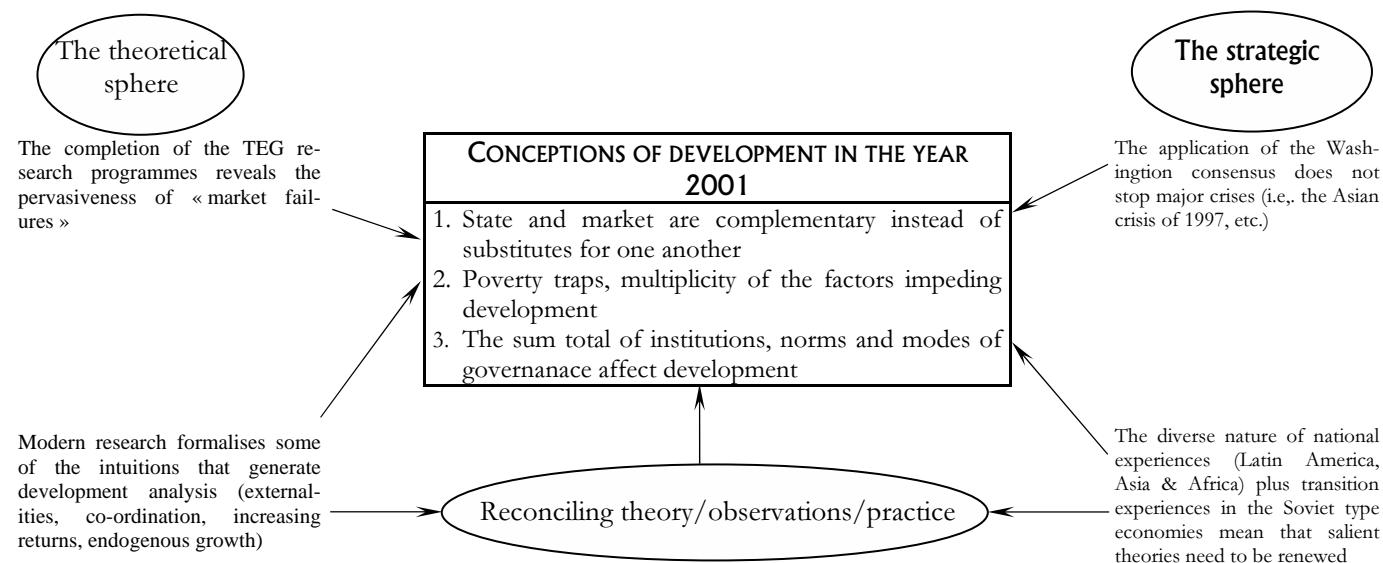 The theoretical
sphere
The completion of the TEG re-
search programmes reveals the
pervasiveness of « market fail-
ures »
Modern research formalises some
of the intuitions that generate
development analysis (external-
ities, co-ordination, increasing
returns, endogenous growth)
CONCEPTIONS OF DEVELOPMENT IN THE YEAR
2001
1. State and market are complementary instead of
substitutes for one another
2. Poverty traps, multiplicity of the factors impeding
development
3. The sum total of institutions, norms and modes of
governanace affect development
Reconciling theory/observations/practice
The strategic
sphere
The application of the Wash-
ingtion consensus does not
stop major crises (i.e,. the Asian
crisis of 1997, etc.)
The diverse nature of national
experiences (Latin America,
Asia & Africa) plus transition
experiences in the Soviet type
economies mean that salient
theories need to be renewed